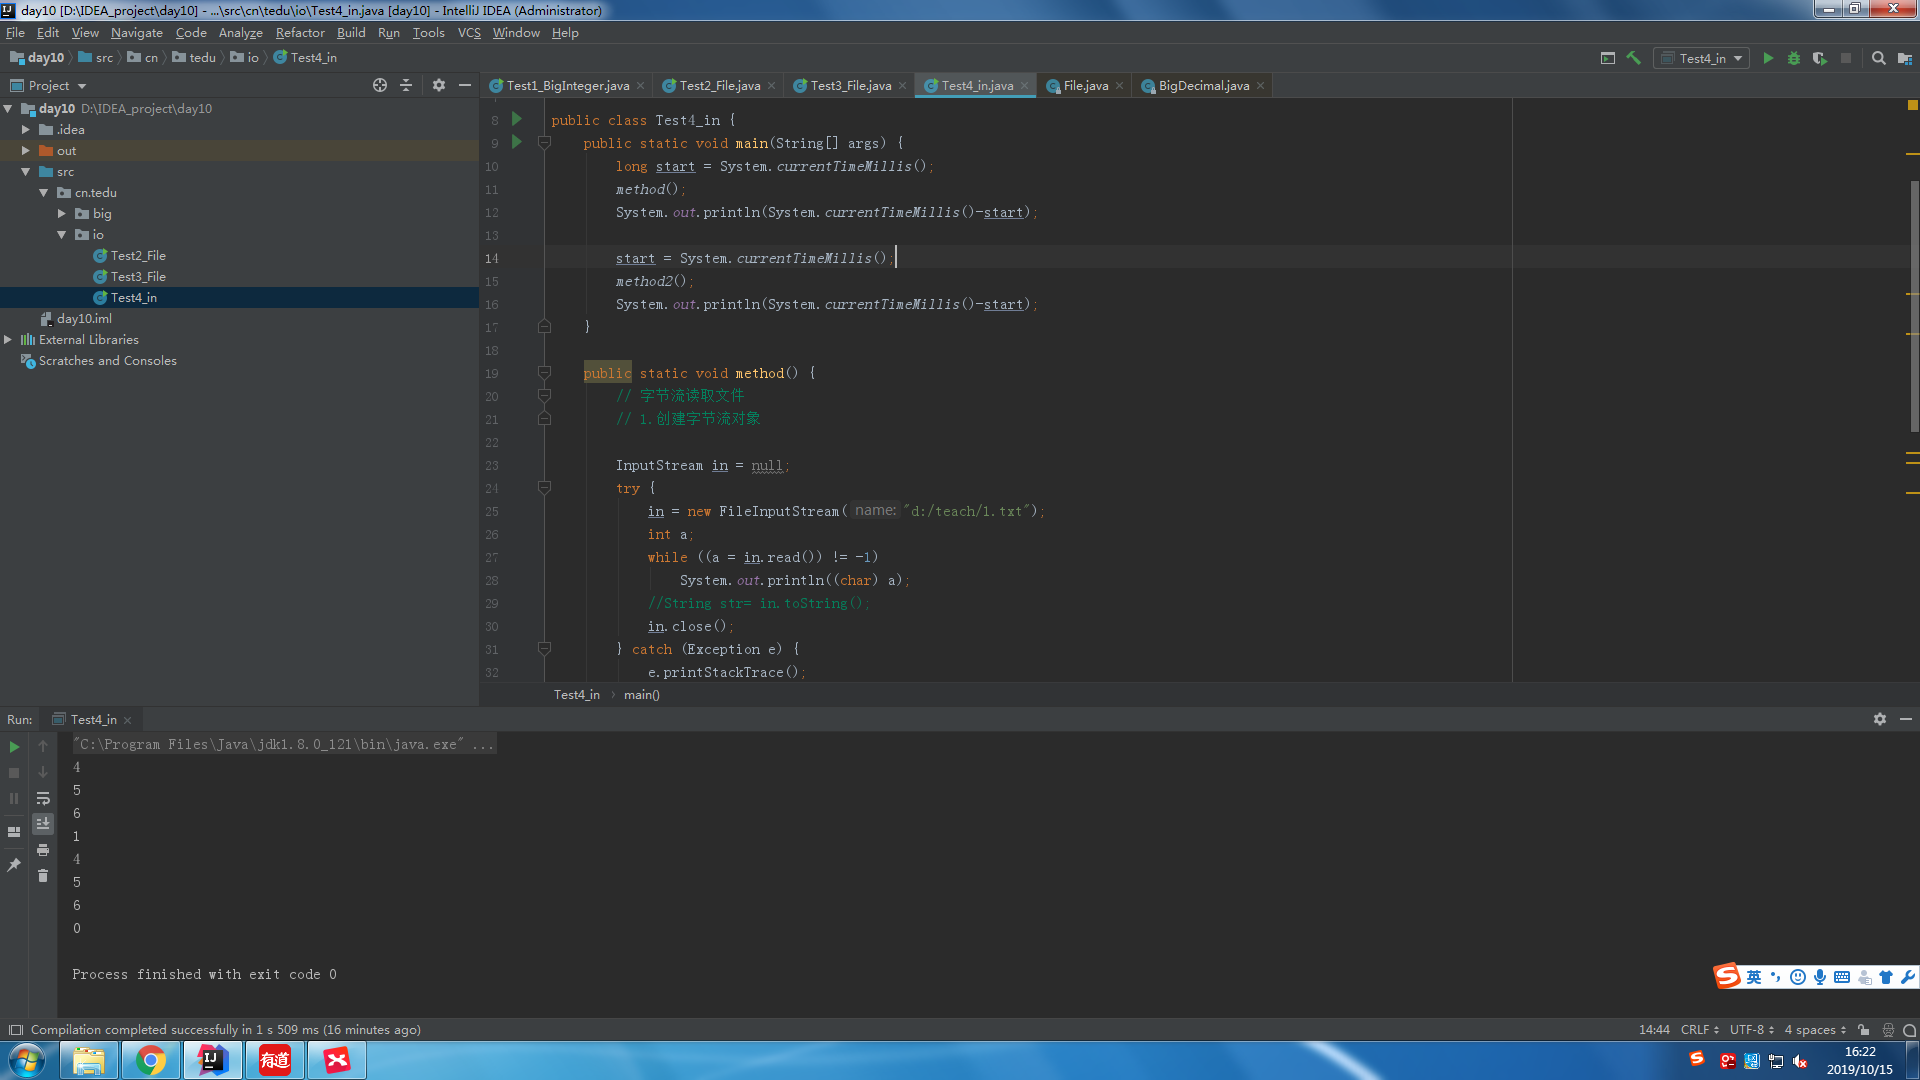 day10 [D:\IDEA_project\day10] - ...\src\cn\tedu\io\Test4_in.java [day10] - IntelliJ IDEA (Administrator)
File Edit View Navigate Code Analyze Refactor Build Run Tools VCS Window Help
day10 src cn tedu io Test4_in
Test4_in
Project
Test1_BigInteger.java Test2_File.java Test3_File.java Test4_in.java File.java BigDecimal.java
day10 D:\IDEA_project\day10
.idea
out
src
cn.tedu
big
io
Test2_File
Test3_File
Test4_in
day10.iml
External Libraries
Scratches and Consoles
8 public class Test4_in {
9 public static void main(String[] args) {
10 long start = System.currentTimeMillis();
11 method();
12 System.out.println(System.currentTimeMillis()-start);
13
14 start = System.currentTimeMillis();
15 method2();
16 System.out.println(System.currentTimeMillis()-start);
17 }
18
19 public static void method() {
20 // 字节流读取文件
21 // 1.创建字节流对象
22
23 InputStream in = null;
24 try {
25 in = new FileInputStream( name: "d:/teach/1.txt");
26 int a;
27 while ((a = in.read()) != -1)
28 System.out.println((char) a);
29 //String str= in.toString();
30 in.close();
31 } catch (Exception e) {
32 e.printStackTrace();
Test4_in main()
Run: Test4_in
"C:\Program Files\Java\jdk1.8.0_121\bin\java.exe" ...
4
5
6
1
4
5
6
0
Process finished with exit code 0
英
Compilation completed successfully in 1 s 509 ms (16 minutes ago)
14:44 CRLF UTF-8 4 spaces
有道
16:22
2019/10/15